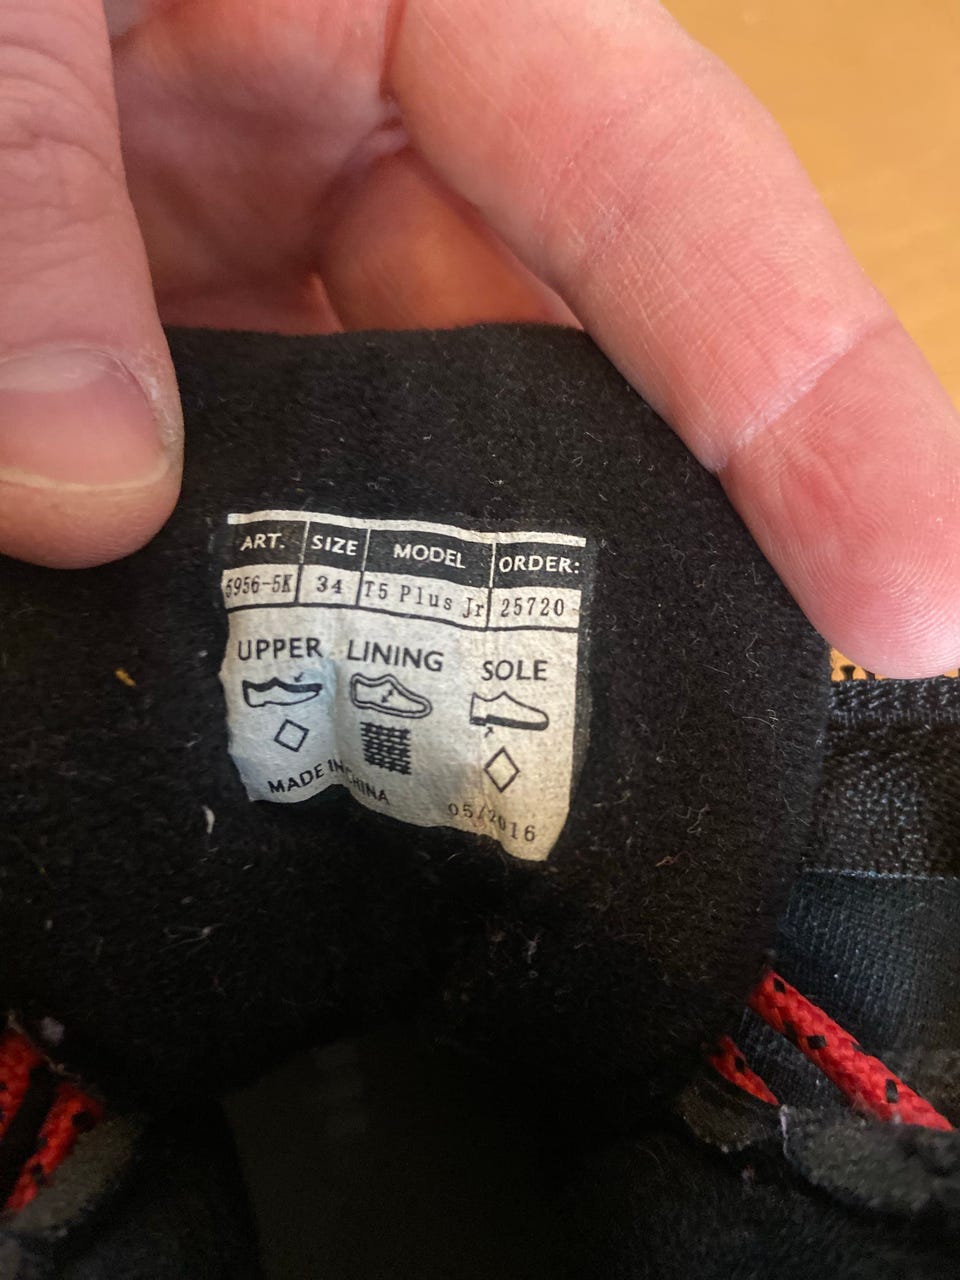 ART. SIZE MODEL ORDER:
5956-5K 34 T5 Plus Jr 25720
UPPER LINING SOLE
MADE IN CHINA
05/2016